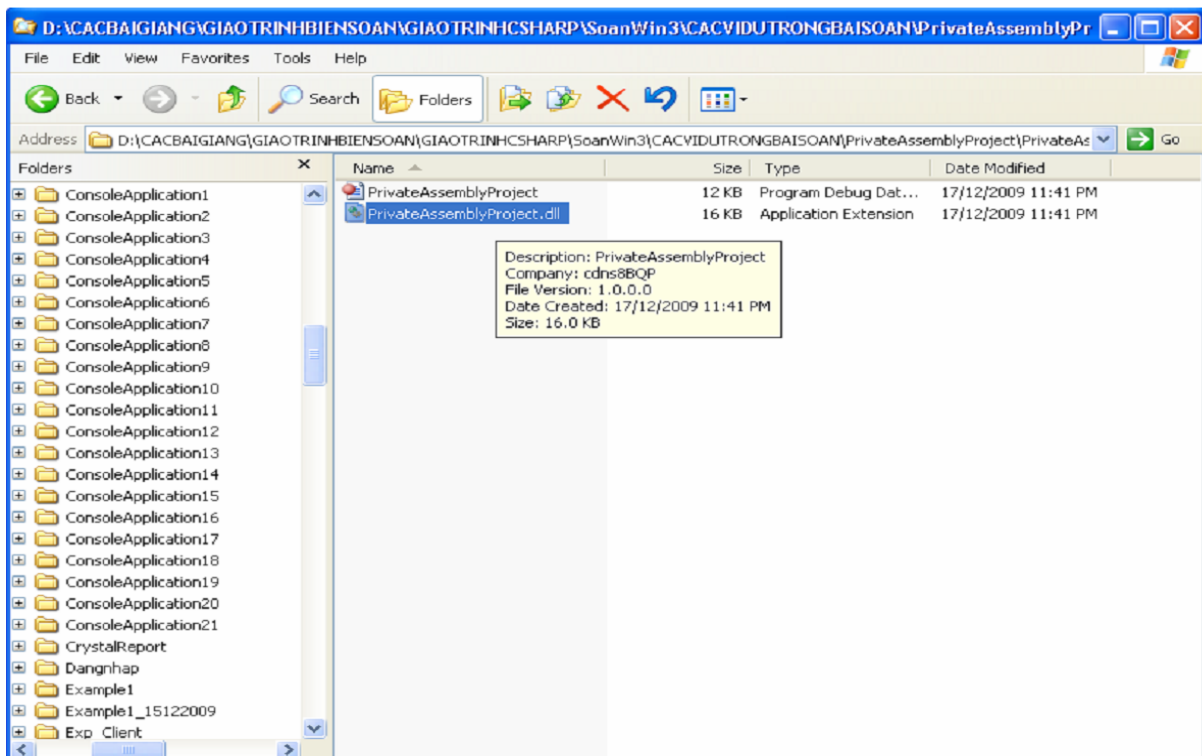 D:\CACBAIGIANG\GIAOTRINHBIENSOAN\GIAOTRINHCSHARP\SoanWin3\CACVIDUTRONGBAISOAN\PrivateAssemblyPr
File Edit View Favorites Tools Help
Back Search Folders
Address D:\CACBAIGIANG\GIAOTRINHBIENSOAN\GIAOTRINHCSHARP\SoanWin3\CACVIDUTRONGBAISOAN\PrivateAssemblyProject\PrivateAs Go
Folders
ConsoleApplication1
ConsoleApplication2
ConsoleApplication3
ConsoleApplication4
ConsoleApplication5
ConsoleApplication6
ConsoleApplication7
ConsoleApplication8
ConsoleApplication9
ConsoleApplication10
ConsoleApplication11
ConsoleApplication12
ConsoleApplication13
ConsoleApplication14
ConsoleApplication15
ConsoleApplication16
ConsoleApplication17
ConsoleApplication18
ConsoleApplication19
ConsoleApplication20
ConsoleApplication21
CrystalReport
Dangnhap
Example1
Example1_15122009
Exp_Client
Name Size Type Date Modified
PrivateAssemblyProject 12 KB Program Debug Dat... 17/12/2009 11:41 PM
PrivateAssemblyProject.dll 16 KB Application Extension 17/12/2009 11:41 PM
Description: PrivateAssemblyProject
Company: cdns8BQP
File Version: 1.0.0.0
Date Created: 17/12/2009 11:41 PM
Size: 16.0 KB